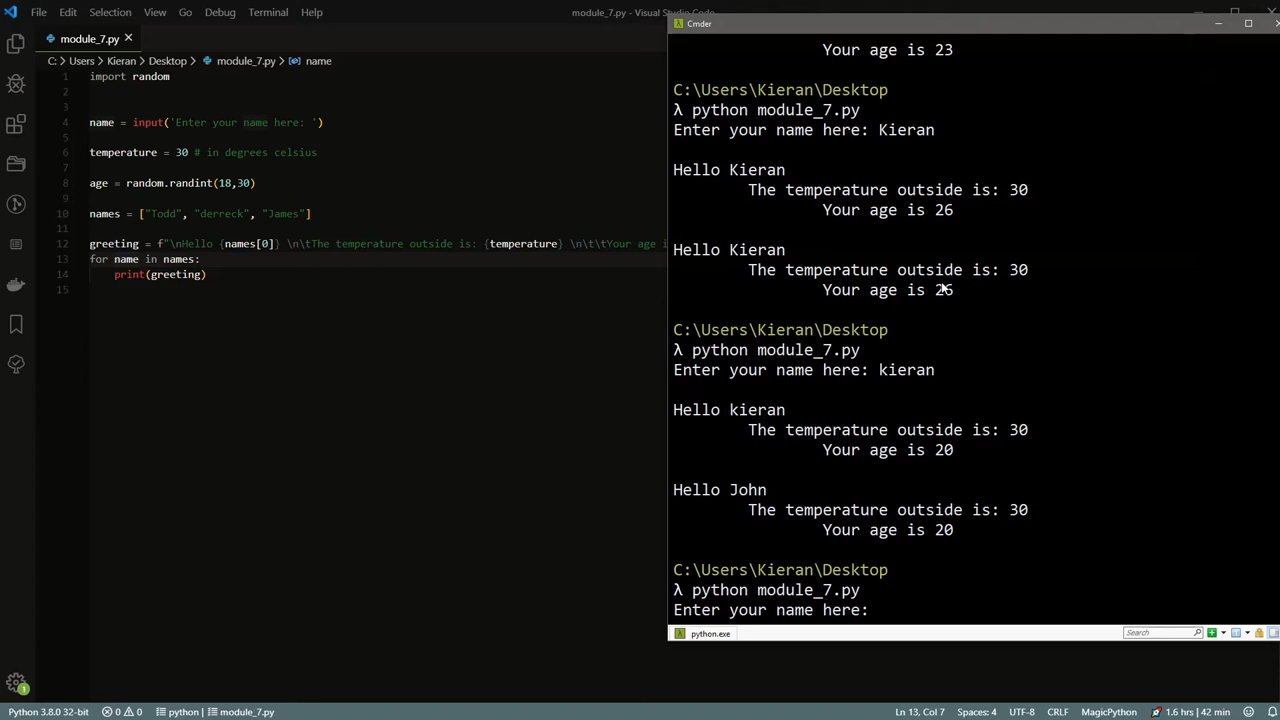 File Edit Selection View Go Debug Terminal Help
module_7.py - Visual Studio Code
module_7.py
C: > Users > Kieran > Desktop > module_7.py > name
1 import random
2
3
4 name = input('Enter your name here: ')
5
6 temperature = 30 # in degrees celsius
7
8 age = random.randint(18,30)
9
10 names = ["Todd", "derreck", "James"]
11
12 greeting = f"\nHello {names[0]} \n\tThe temperature outside is: {temperature} \n\t\tYour age i
13 for name in names:
14 print(greeting)
15
Cmder
Your age is 23
C:\Users\Kieran\Desktop
λ python module_7.py
Enter your name here: Kieran
Hello Kieran
The temperature outside is: 30
Your age is 26
Hello Kieran
The temperature outside is: 30
Your age is 26
C:\Users\Kieran\Desktop
λ python module_7.py
Enter your name here: kieran
Hello kieran
The temperature outside is: 30
Your age is 20
Hello John
The temperature outside is: 30
Your age is 20
C:\Users\Kieran\Desktop
λ python module_7.py
Enter your name here:
python.exe
Search
1
Python 3.8.0 32-bit 0 0 python | module_7.py
Ln 13, Col 7 Spaces: 4 UTF-8 CRLF MagicPython 1.6 hrs | 42 min